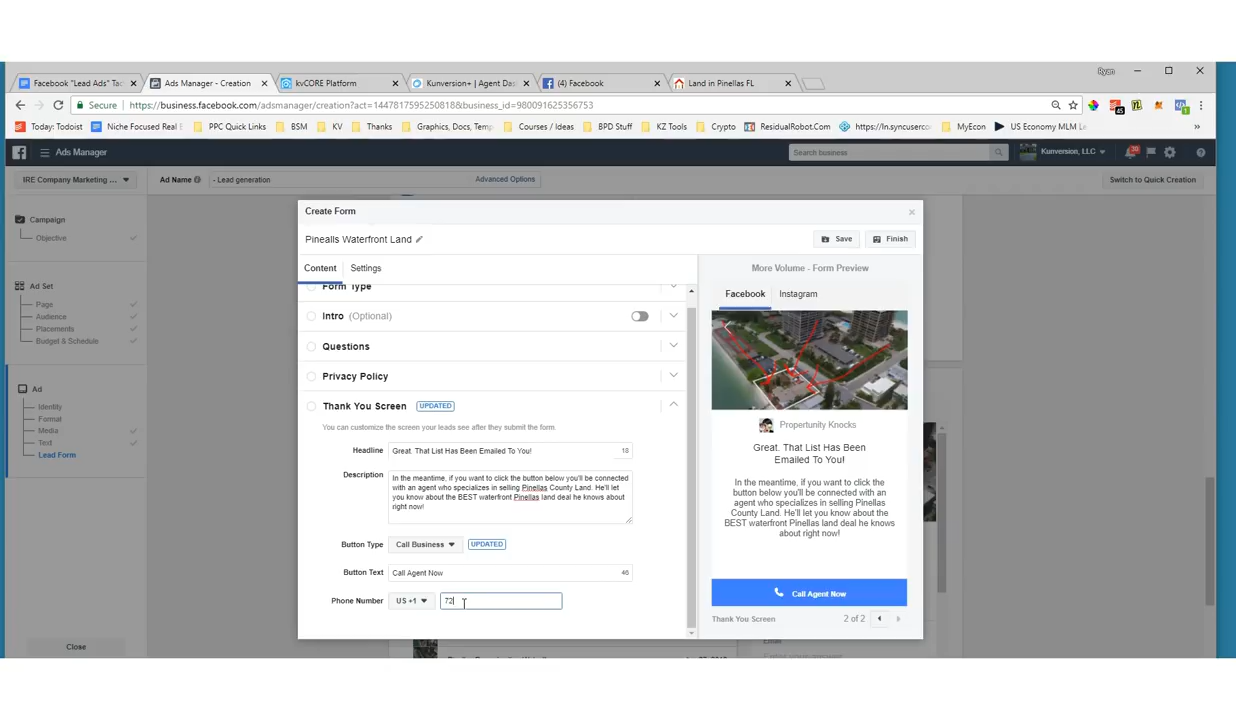 Ryan
Facebook "Lead Ads" Tac
Ads Manager - Creation
kvCORE Platform
Kunversion+ | Agent Das
(4) Facebook
Land in Pinellas FL
Secure
https://business.facebook.com/adsmanager/creation?act=1447817595250818&business_id=980091625356753
45
1
Today: Todoist
Niche Focused Real E
PPC Quick Links
BSM
KV
Thanks
Graphics, Docs, Temp
Courses / Ideas
BPD Stuff
KZ Tools
Crypto
ResidualRobot.Com
https://ln.syncuserco
MyEcon
US Economy MLM Le
»
Ads Manager
Search business
Kunversion, LLC
IRE Company Marketing ...
Ad Name
- Lead generation
Advanced Options
Switch to Quick Creation
Campaign
Objective
Ad Set
Page
Audience
Placements
Budget & Schedule
Ad
Identity
Format
Media
Text
Lead Form
Close
Create Form
Pinealls Waterfront Land
Save
Finish
Content
Settings
Form Type
Intro (Optional)
Questions
Privacy Policy
Thank You Screen
UPDATED
You can customize the screen your leads see after they submit the form.
Headline
Great. That List Has Been Emailed To You!
18
Description
In the meantime, if you want to click the button below you'll be connected
with an agent who specializes in selling Pinellas County Land. He'll let
you know about the BEST waterfront Pinellas land deal he knows about
right now!
Button Type
Call Business
UPDATED
Button Text
Call Agent Now
46
Phone Number
US +1
72
More Volume - Form Preview
Facebook
Instagram
Propertunity Knocks
Great. That List Has Been
Emailed To You!
In the meantime, if you want to click the
button below you'll be connected with an
agent who specializes in selling Pinellas
County Land. He'll let you know about the
BEST waterfront Pinellas land deal he knows
about right now!
Call Agent Now
Thank You Screen
2 of 2
Email